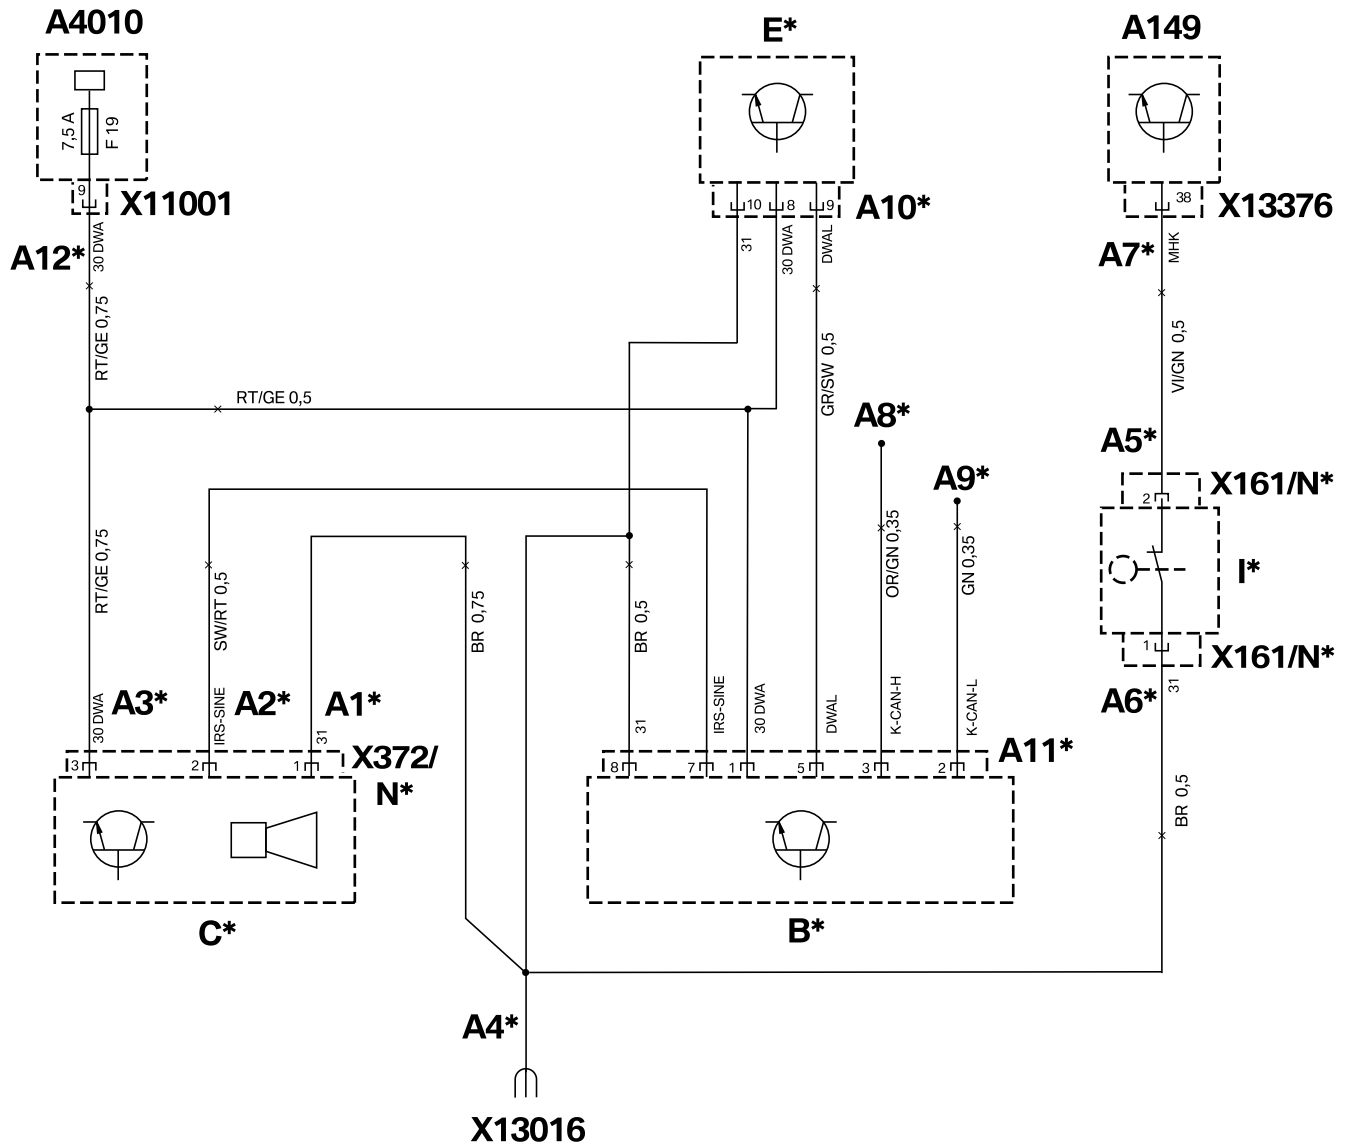 A4010
E*
A149
7,5 A
F 19
9
X11001
10
8
9
A10*
38
X13376
A12*
30 DWA
31
30 DWA
DWAL
A7*
MHK
RT/GE 0,75
GR/SW 0,5
VI/GN 0,5
RT/GE 0,5
A8*
A5*
A9*
X161/N*
2
RT/GE 0,75
SW/RT 0,5
BR 0,75
BR 0,5
OR/GN 0,35
GN 0,35
I*
1
X161/N*
30 DWA
A3*
IRS-SINE
A2*
31
A1*
31
IRS-SINE
30 DWA
DWAL
K-CAN-H
K-CAN-L
31
A6*
3
2
1
X372/
N*
8
7
1
5
3
2
A11*
BR 0,5
C*
B*
A4*
X13016